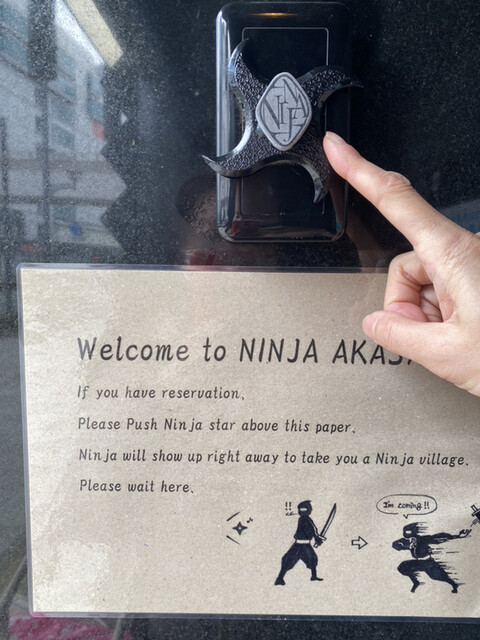 Welcome to NINJA AKAS
If you have reservation,
Please Push Ninja star above this paper.
Ninja will show up right away to take you a Ninja village.
Please wait here.
!!
I'm coming!!